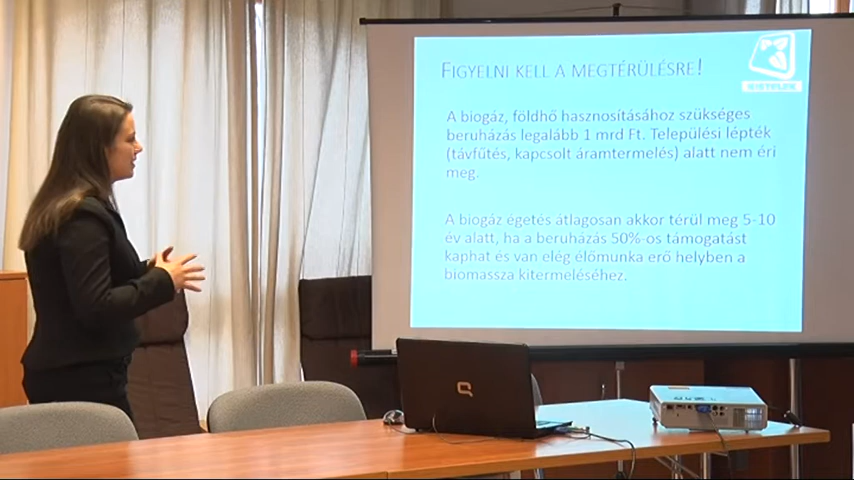 FIGYELNI KELL A MEGTÉRÜLÉSRE!
KISTELEK
A biogáz, földhő hasznosításához szükséges
beruházás legalább 1 mrd Ft. Települési lépték
(távfűtés, kapcsolt áramtermelés) alatt nem éri
meg.
A biogáz égetés átlagosan akkor térül meg 5-10
év alatt, ha a beruházás 50%-os támogatást
kaphat és van elég élőmunka erő helyben a
biomassza kitermeléséhez.